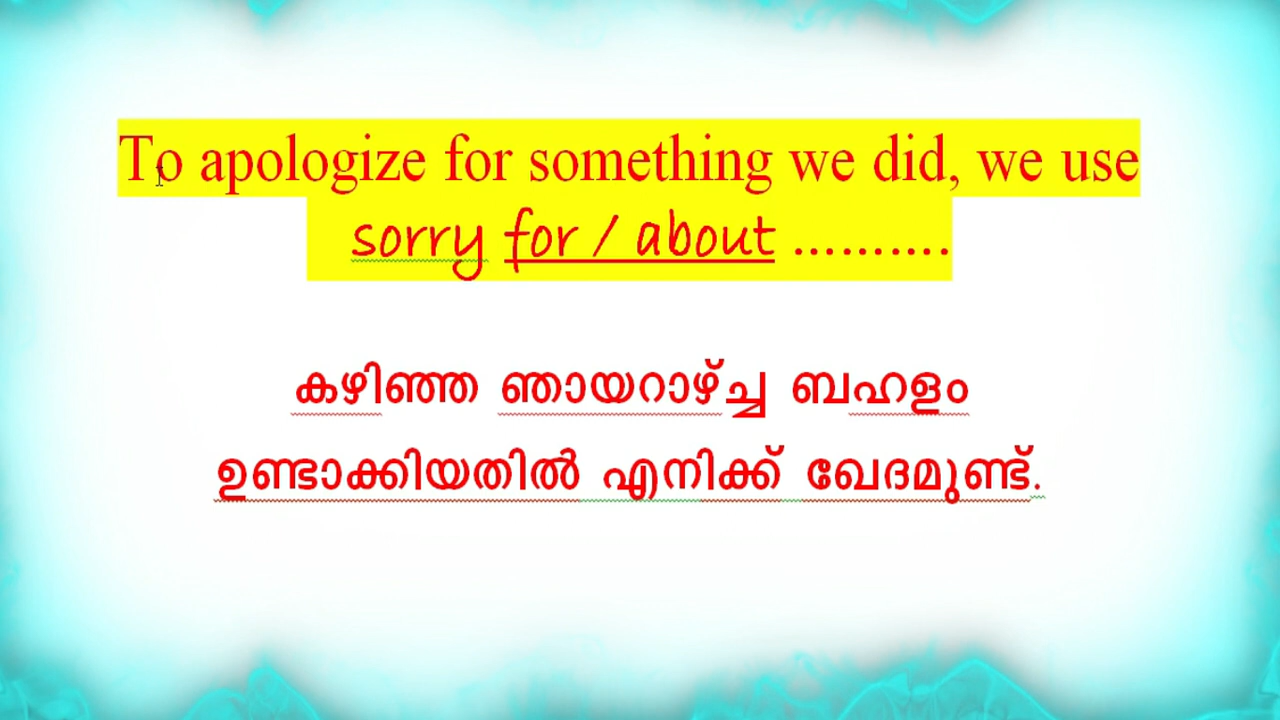 To apologize for something we did, we use
sorry for / about ..........
കഴിഞ്ഞ ഞായറാഴ്ച്ച ബഹളം
ഉണ്ടാക്കിയതിൽ എനിക്ക് ഖേദമുണ്ട്.